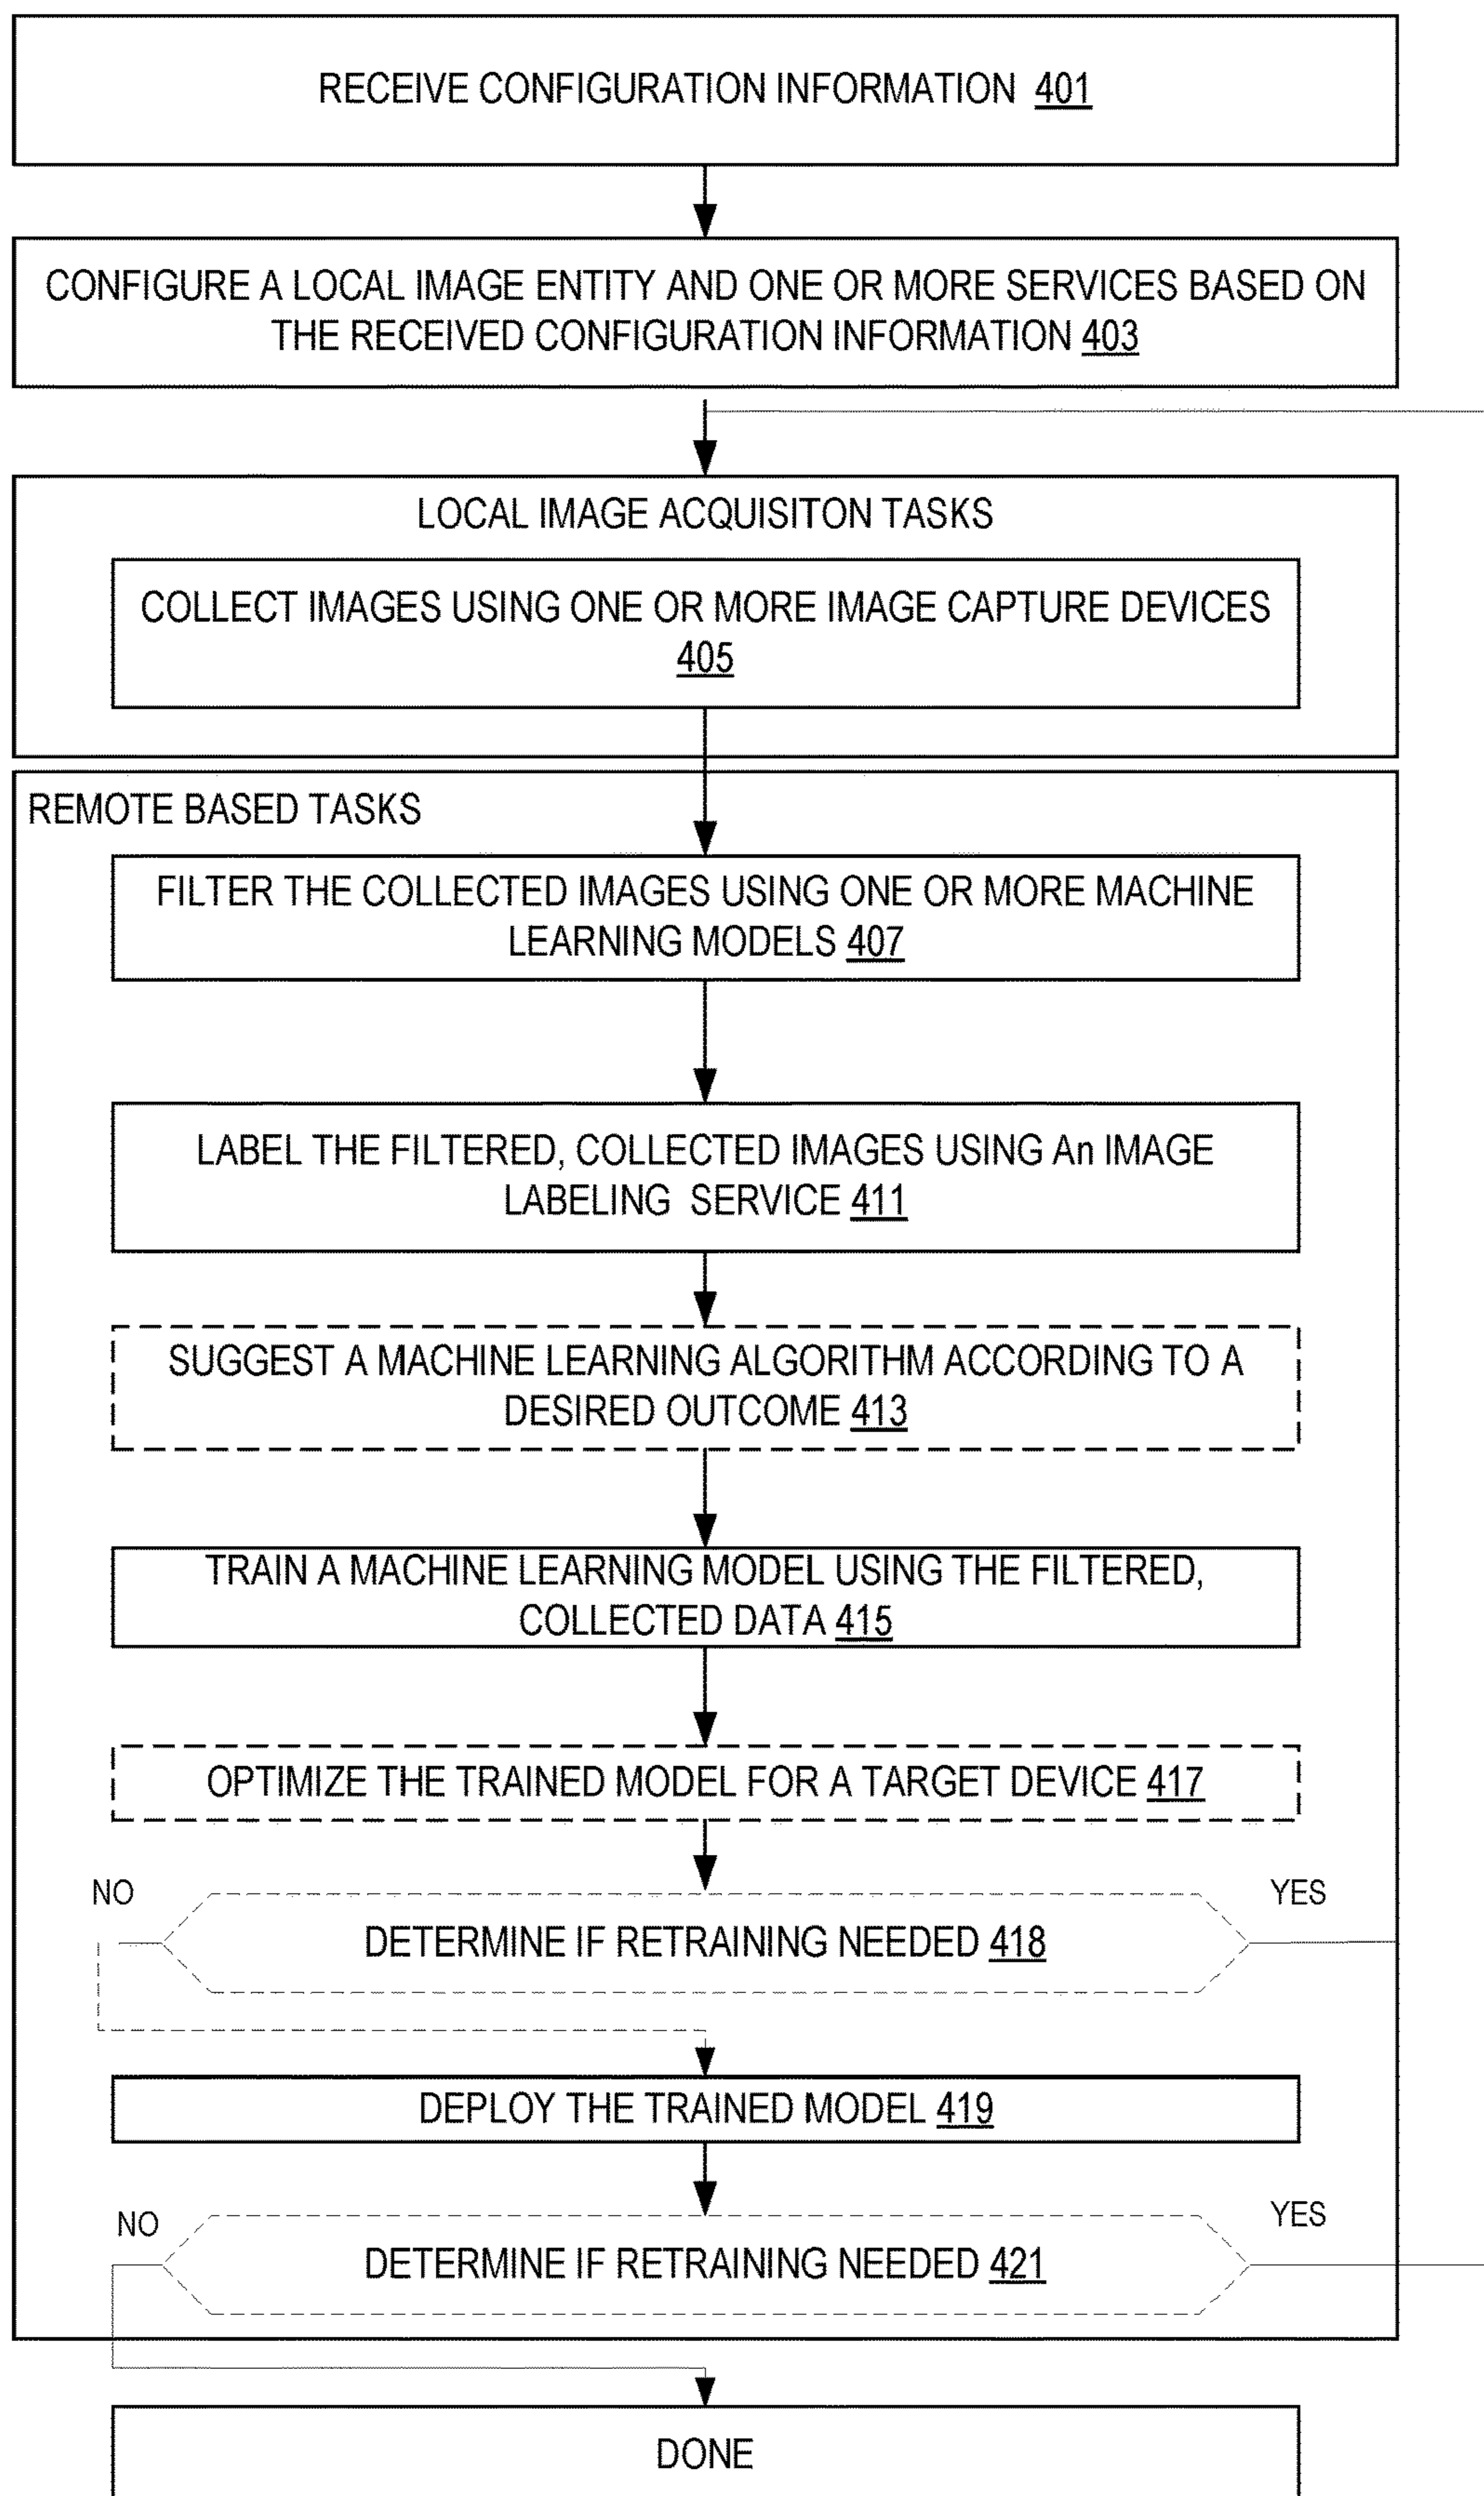 RECEIVE CONFIGURATION INFORMATION 401
CONFIGURE A LOCAL IMAGE ENTITY AND ONE OR MORE SERVICES BASED ON
THE RECEIVED CONFIGURATION INFORMATION 403
LOCAL IMAGE ACQUISITON TASKS
COLLECT IMAGES USING ONE OR MORE IMAGE CAPTURE DEVICES
405
REMOTE BASED TASKS
FILTER THE COLLECTED IMAGES USING ONE OR MORE MACHINE
LEARNING MODELS 407
LABEL THE FILTERED, COLLECTED IMAGES USING An IMAGE
LABELING SERVICE 411
SUGGEST A MACHINE LEARNING ALGORITHM ACCORDING TO A
DESIRED OUTCOME 413
TRAIN A MACHINE LEARNING MODEL USING THE FILTERED,
COLLECTED DATA 415
OPTIMIZE THE TRAINED MODEL FOR A TARGET DEVICE 417
NO
YES
DETERMINE IF RETRAINING NEEDED 418
DEPLOY THE TRAINED MODEL 419
NO
YES
DETERMINE IF RETRAINING NEEDED 421
DONE